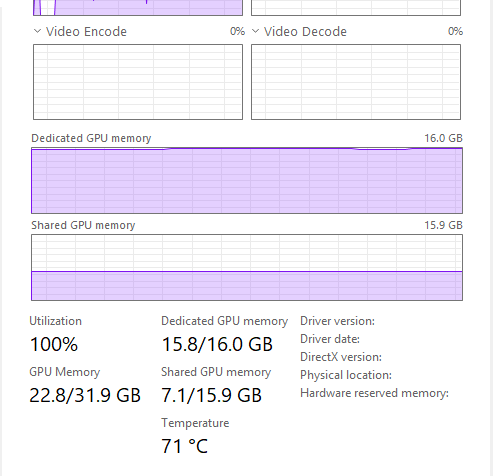 Video Encode 0% Video Decode 0%
Dedicated GPU memory 16.0 GB
Shared GPU memory 15.9 GB
Utilization Dedicated GPU memory Driver version:
100% 15.8/16.0 GB Driver date:
DirectX version:
GPU Memory Shared GPU memory Physical location:
22.8/31.9 GB 7.1/15.9 GB Hardware reserved memory:
Temperature
71 °C